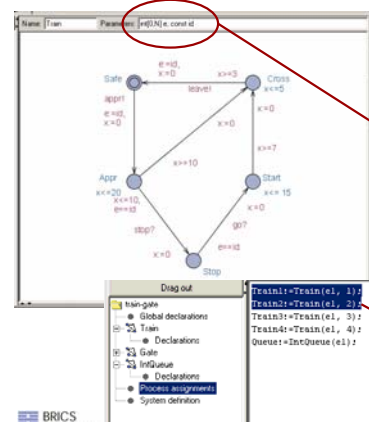 Name: Train Parameters: int[0,N] e, const id
e:=id,
x:=0
x>=3
Safe
leave!
Cross
x<=5
appr!
e:=id,
x:=0
x:=0
x:=0
x>=10
x>=7
Appr
x<=20
Start
x<= 15
x<=10,
e==id
stop?
go?
x:=0
x:=0
e==id
Stop
Drag out
train-gate
Global declarations
Train
Declarations
Gate
IntQueue
Declarations
Process assignments
System definition
Train1:=Train(el, 1);
Train2:=Train(el, 2);
Train3:=Train(el, 3);
Train4:=Train(el, 4);
Queue:=IntQueue(el);
BRICS